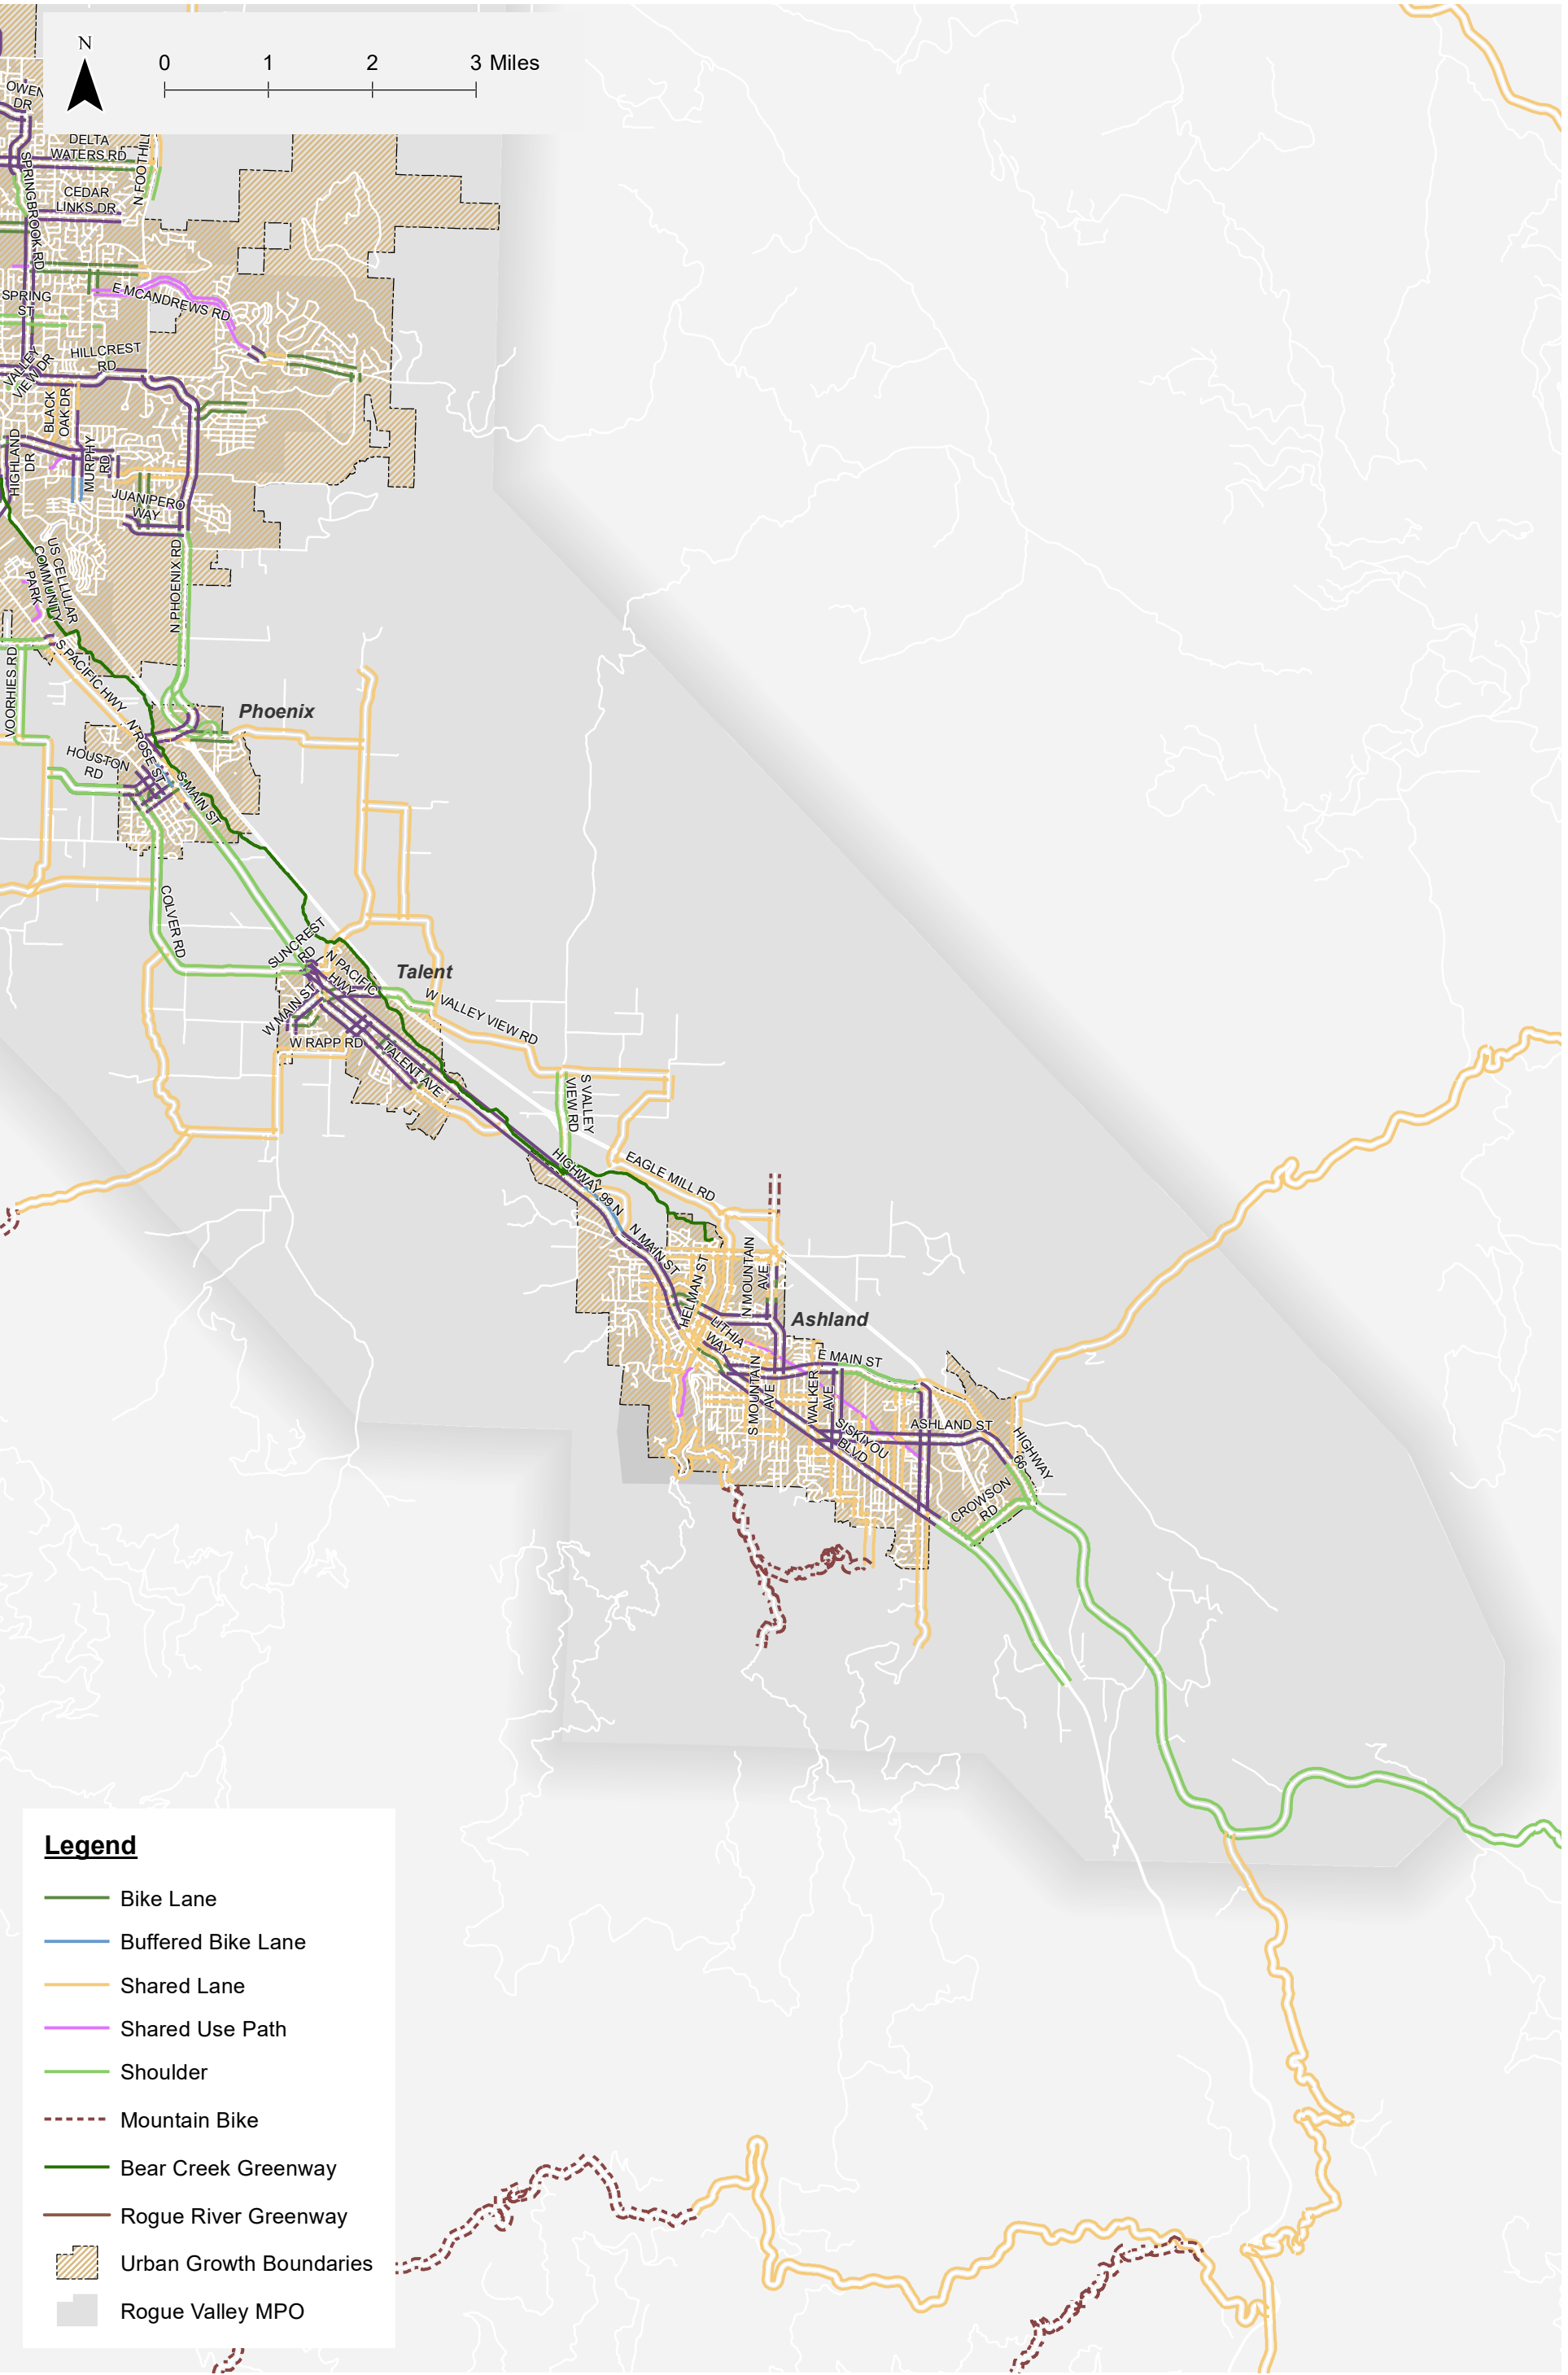 N
0 1 2 3 Miles
OWEN
DR
DELTA
WATERS RD
N FOOTHILL
SPRINGBROOK RD
CEDAR
LINKS DR
E MCANDREWS RD
SPRING
ST
HILLCREST
RD
VALLEY
VIEW DR
BLACK
OAK DR
HIGHLAND
DR
MURPHY
RD
JUANIPERO
WAY
US CELLULAR
COMMUNITY
PARK
N PHOENIX RD
S PACIFIC HWY
VOORHIES RD
Phoenix
N ROSE ST
HOUSTON
RD
S MAIN ST
COLVER RD
SUNCREST
RD
N PACIFIC
HWY
Talent
W MAIN ST
W VALLEY VIEW RD
W RAPP RD
TALENT AVE
S VALLEY
VIEW RD
HIGHWAY 99 N
EAGLE MILL RD
N MAIN ST
HELMAN ST
N MOUNTAIN
AVE
Ashland
LITHIA
WAY
E MAIN ST
S MOUNTAIN
AVE
WALKER
AVE
SISKIYOU
BLVD
ASHLAND ST
HIGHWAY
66
CROWSON
RD
Legend
Bike Lane
Buffered Bike Lane
Shared Lane
Shared Use Path
Shoulder
Mountain Bike
Bear Creek Greenway
Rogue River Greenway
Urban Growth Boundaries
Rogue Valley MPO